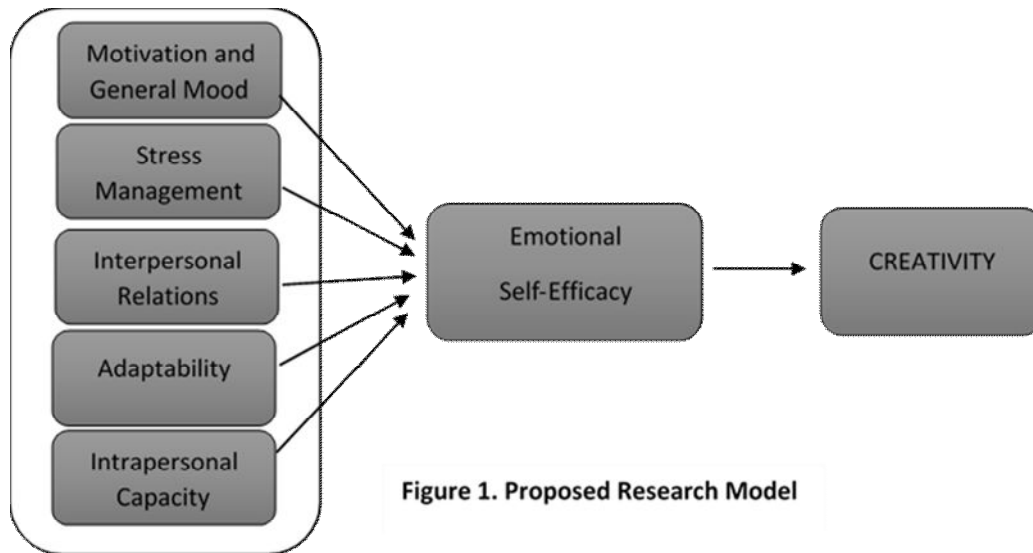 Motivation and
General Mood
Stress
Management
Interpersonal
Relations
Adaptability
Intrapersonal
Capacity
Emotional
Self-Efficacy
CREATIVITY
Figure 1. Proposed Research Model